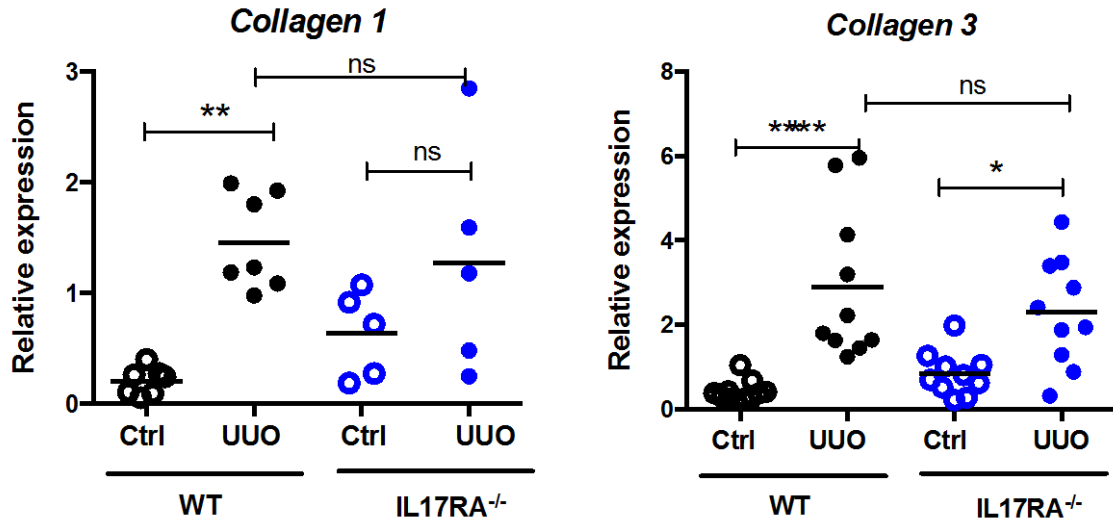 Collagen 1
ns
3
**
ns
2
1
0
Relative expression
Ctrl UUO Ctrl UUO
WT IL17RA-/-
Collagen 3
8
ns
****
6
*
4
2
0
Relative expression
Ctrl UUO Ctrl UUO
WT IL17RA-/-